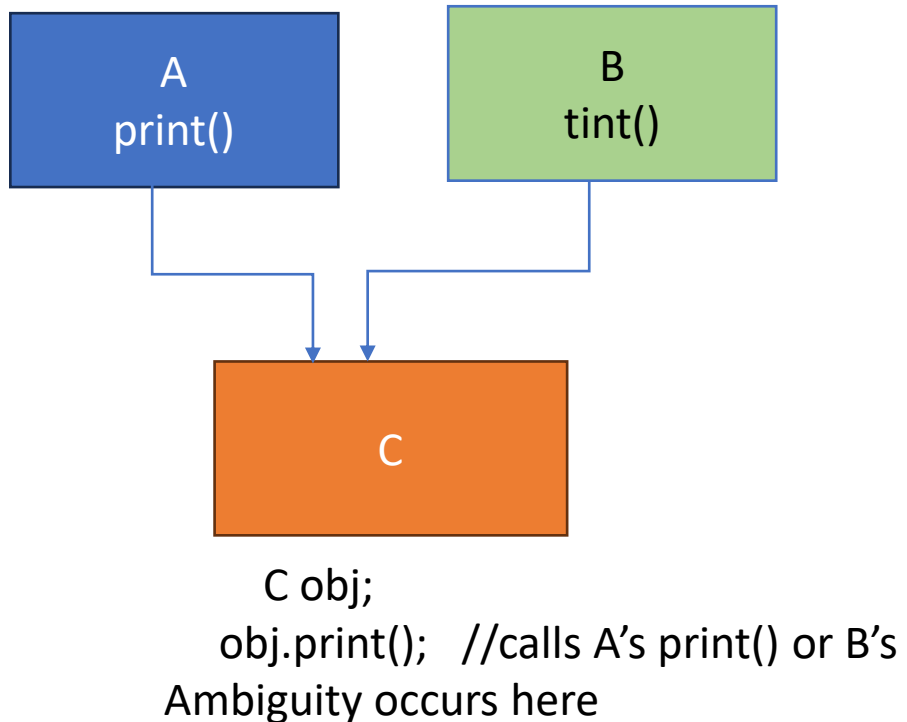 A
print()
B
tint()
C
C obj;
obj.print(); //calls A’s print() or B’s
Ambiguity occurs here